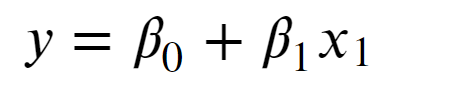 y = β₀ + β₁x₁